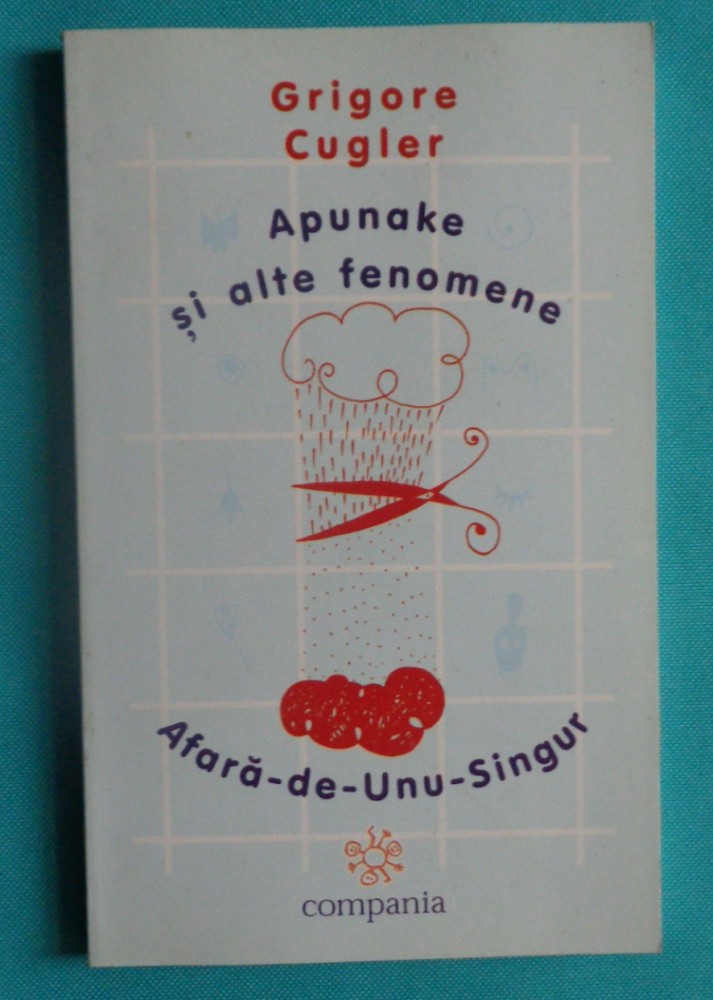 Grigore
Cugler
Apunake
și alte fenomene
Afară-de-Unu-Singur
compania